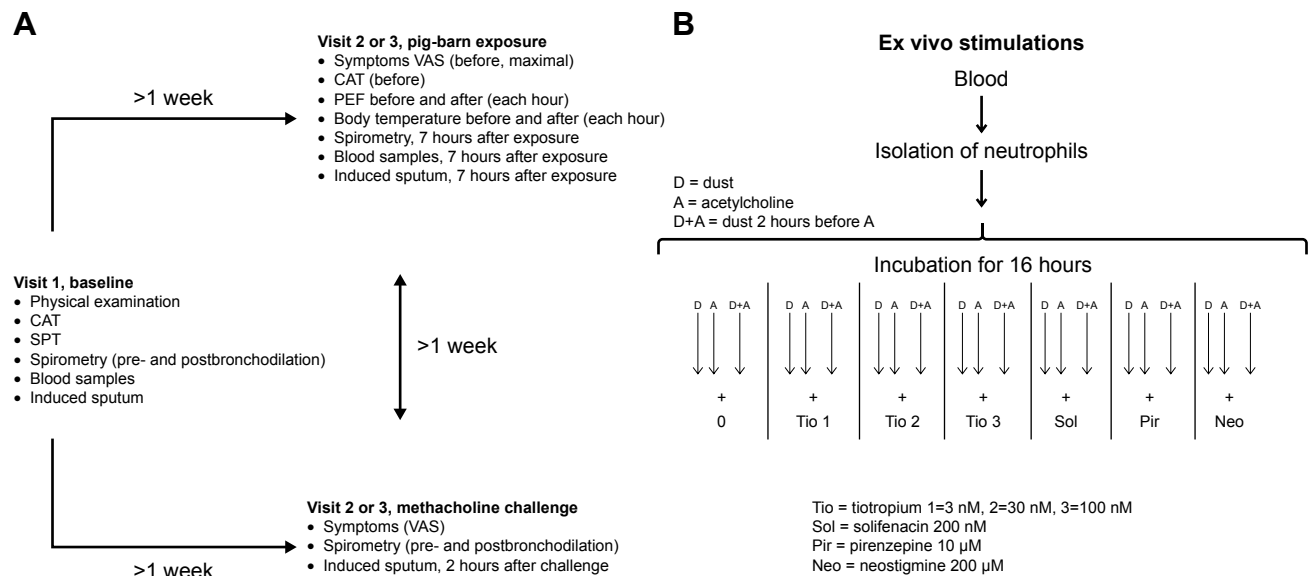 A
Visit 2 or 3, pig-barn exposure
• Symptoms VAS (before, maximal)
• CAT (before)
• PEF before and after (each hour)
• Body temperature before and after (each hour)
• Spirometry, 7 hours after exposure
• Blood samples, 7 hours after exposure
• Induced sputum, 7 hours after exposure
>1 week
Visit 1, baseline
• Physical examination
• CAT
• SPT
• Spirometry (pre- and postbronchodilation)
• Blood samples
• Induced sputum
>1 week
Visit 2 or 3, methacholine challenge
• Symptoms (VAS)
• Spirometry (pre- and postbronchodilation)
• Induced sputum, 2 hours after challenge
>1 week
B
Ex vivo stimulations
Blood
Isolation of neutrophils
D = dust
A = acetylcholine
D+A = dust 2 hours before A
Incubation for 16 hours
D A D+A D A D+A D A D+A D A D+A D A D+A D A D+A D A D+A
+ + + + + + +
0 Tio 1 Tio 2 Tio 3 Sol Pir Neo
Tio = tiotropium 1=3 nM, 2=30 nM, 3=100 nM
Sol = solifenacin 200 nM
Pir = pirenzepine 10 μM
Neo = neostigmine 200 μM